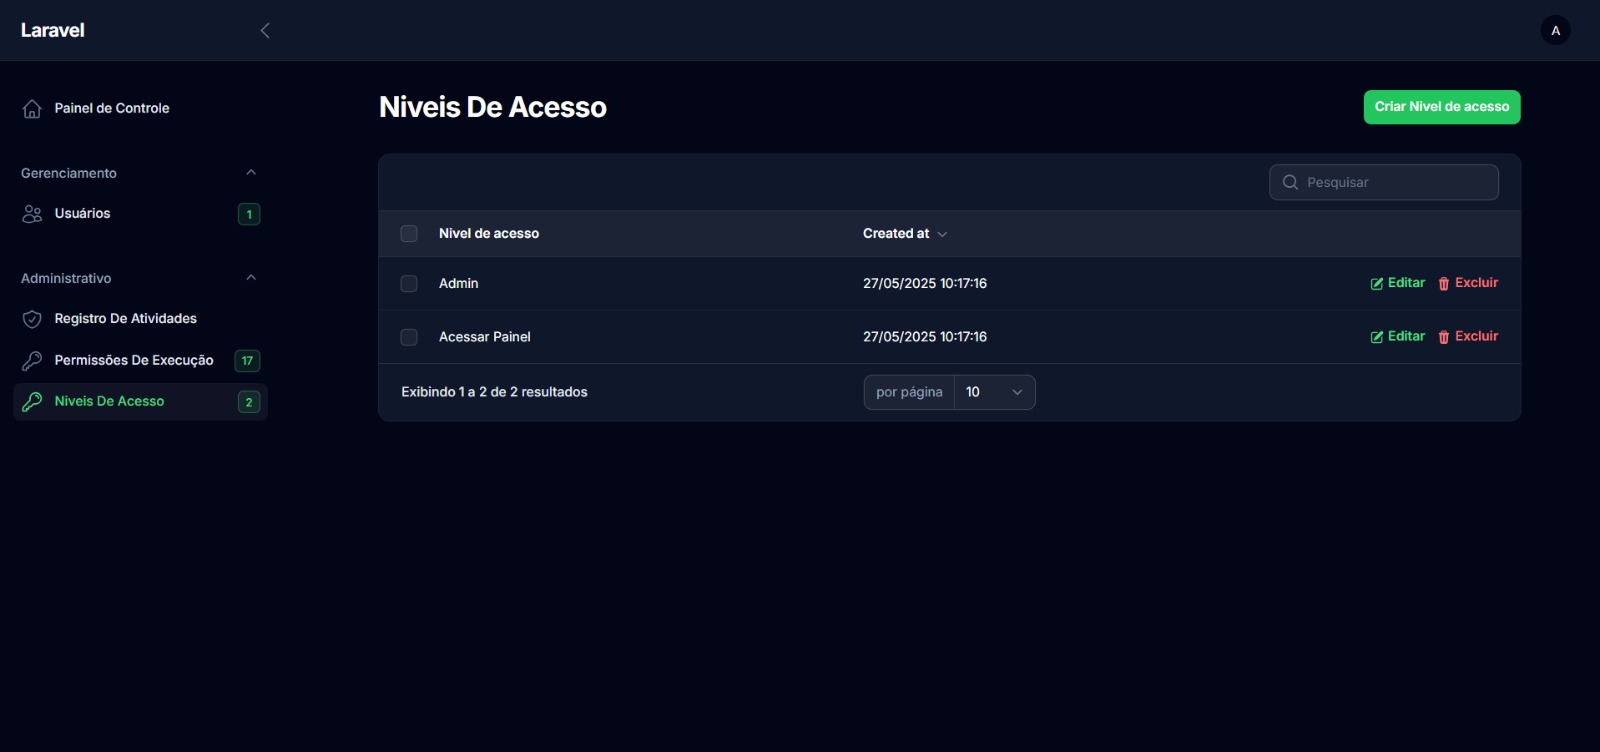 Laravel
A
Painel de Controle
Gerenciamento
Usuários 1
Administrativo
Registro De Atividades
Permissões De Execução 17
Niveis De Acesso 2
Niveis De Acesso
Criar Nivel de acesso
Pesquisar
Nivel de acesso Created at
Admin 27/05/2025 10:17:16 Editar Excluir
Acessar Painel 27/05/2025 10:17:16 Editar Excluir
Exibindo 1 a 2 de 2 resultados por página 10